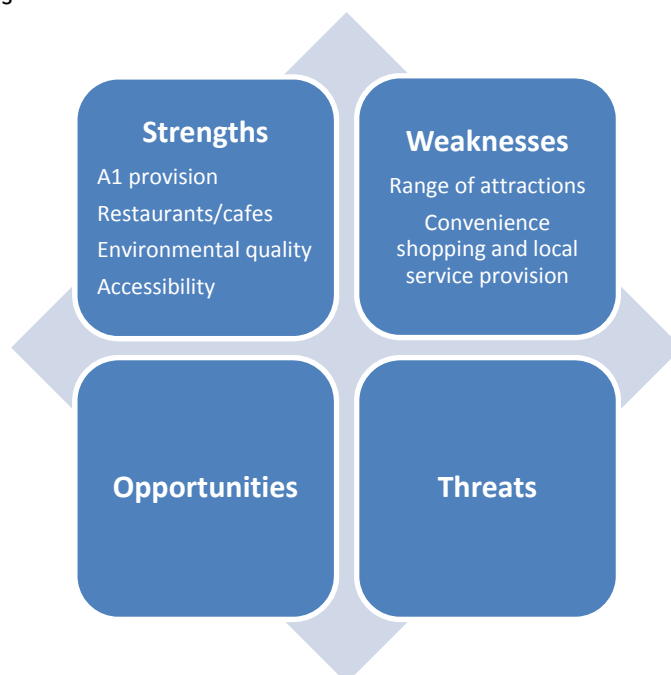 Strengths
A1 provision
Restaurants/cafes
Environmental quality
Accessibility
Weaknesses
Range of attractions
Convenience
shopping and local
service provision
Opportunities
Threats